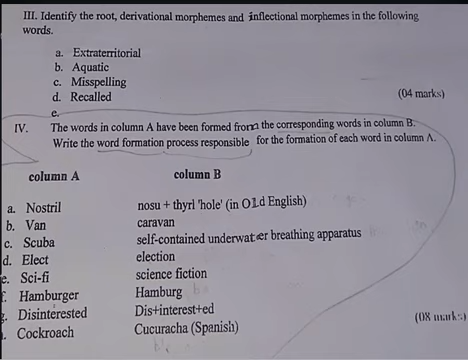 III. Identify the root, derivational morphemes and inflectional morphemes in the following
words.
a. Extraterritorial
b. Aquatic
c. Misspelling
d. Recalled (04 marks)
e.
IV. The words in column A have been formed from the corresponding words in column B.
Write the word formation process responsible for the formation of each word in column A.
column A column B
a. Nostril nosu + thyrl 'hole' (in OLd English)
b. Van caravan
c. Scuba self-contained underwater breathing apparatus
d. Elect election
e. Sci-fi science fiction
f. Hamburger Hamburg
g. Disinterested Dis+interest+ed (08 marks)
. Cockroach Cucuracha (Spanish)